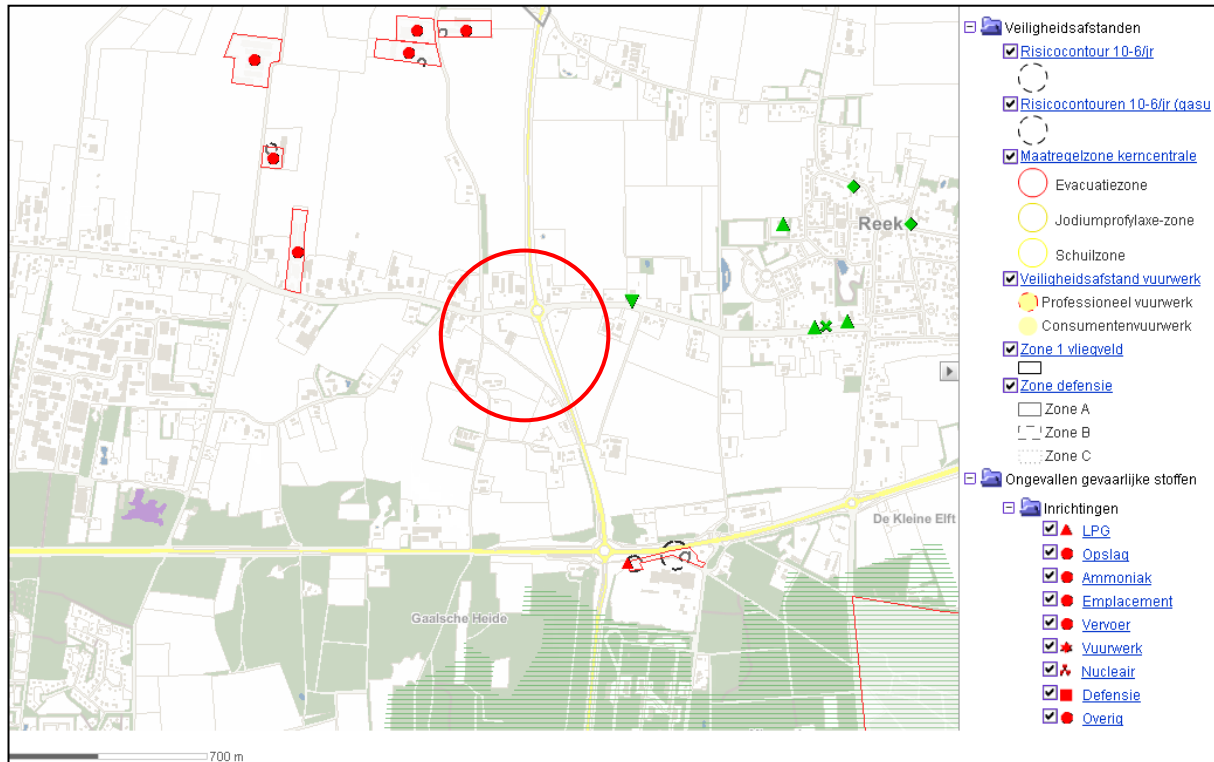 Reek
De Kleine Elft
Gaalsche Heide
700 m
Veiligheidsafstanden
Risicocontour 10-6/jr
Risicocontouren 10-6/jr (gasu
Maatregelzone kerncentrale
Evacuatiezone
Jodiumprofylaxe-zone
Schuilzone
Veiligheidsafstand vuurwerk
Professioneel vuurwerk
Consumentenvuurwerk
Zone 1 vliegveld
Zone defensie
Zone A
Zone B
Zone C
Ongevallen gevaarlijke stoffen
Inrichtingen
LPG
Opslag
Ammoniak
Emplacement
Vervoer
Vuurwerk
Nucleair
Defensie
Overig